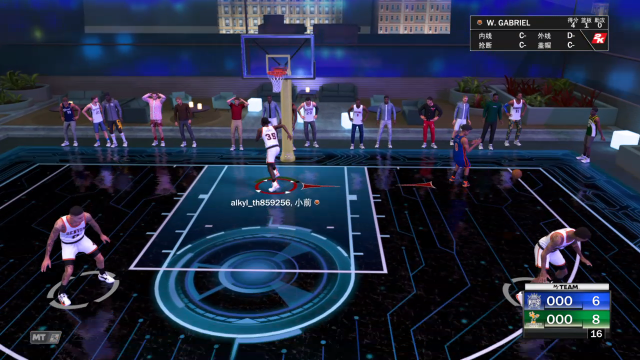 W. GABRIEL
得分 篮板 助攻
4 1 0
内线 C- 外线 D-
抢断 C- 盖帽 C-
2K
35
alkyl_th859256, 小前
TEAM
000 6
000 8
16
MT